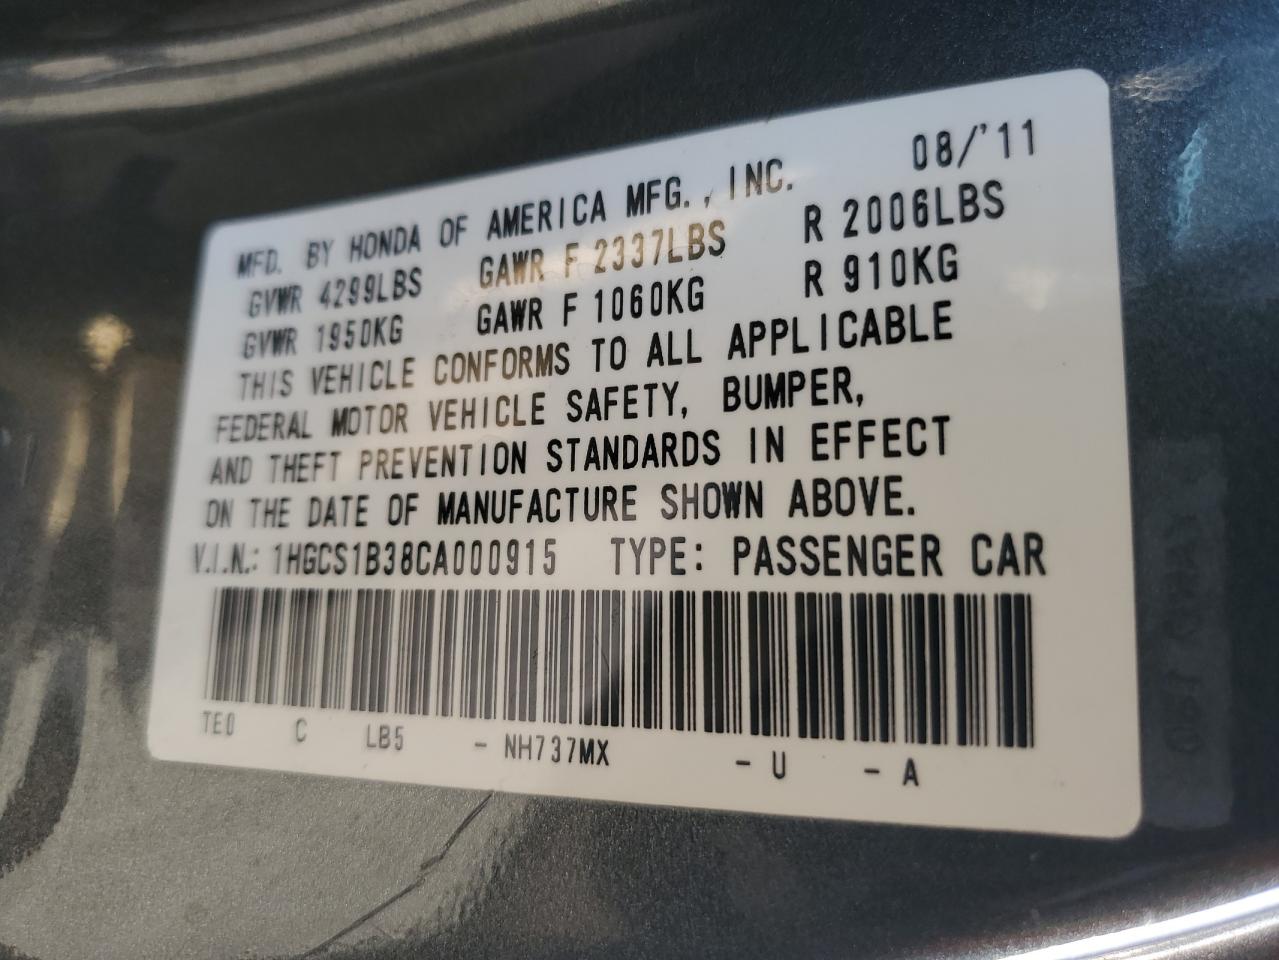 08/'11
MFD. BY HONDA OF AMERICA MFG., INC.
GVWR 4299LBS GAWR F 2337LBS R 2006LBS
GVWR 1950KG GAWR F 1060KG R 910KG
THIS VEHICLE CONFORMS TO ALL APPLICABLE
FEDERAL MOTOR VEHICLE SAFETY, BUMPER,
AND THEFT PREVENTION STANDARDS IN EFFECT
ON THE DATE OF MANUFACTURE SHOWN ABOVE.
V.I.N.: 1HGCS1B38CA000915 TYPE: PASSENGER CAR
TE0 C LB5 - NH737MX - U - A